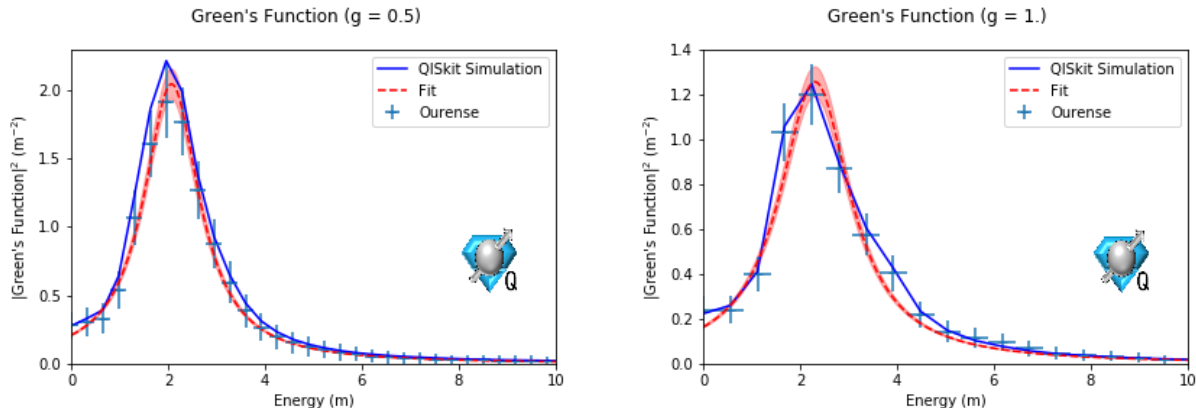 Green's Function (g = 0.5)
|Green's Function|² (m⁻²)
2.0
1.5
1.0
0.5
0.0
0 2 4 6 8 10
Energy (m)
QISkit Simulation
Fit
Ourense
Q
Green's Function (g = 1.)
|Green's Function|² (m⁻²)
1.4
1.2
1.0
0.8
0.6
0.4
0.2
0.0
0 2 4 6 8 10
Energy (m)
QISkit Simulation
Fit
Ourense
Q